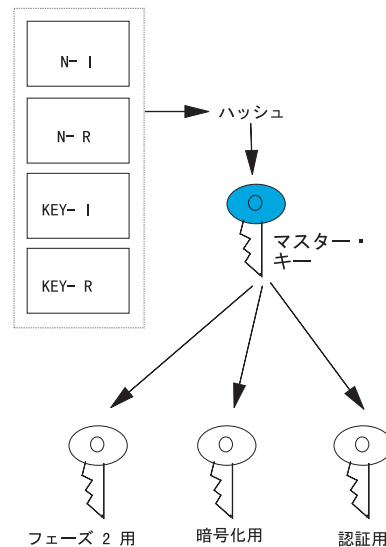 N- I
N- R
KEY- I
KEY- R
ハッシュ
マスター・
キー
フェーズ 2 用
暗号化用
認証用